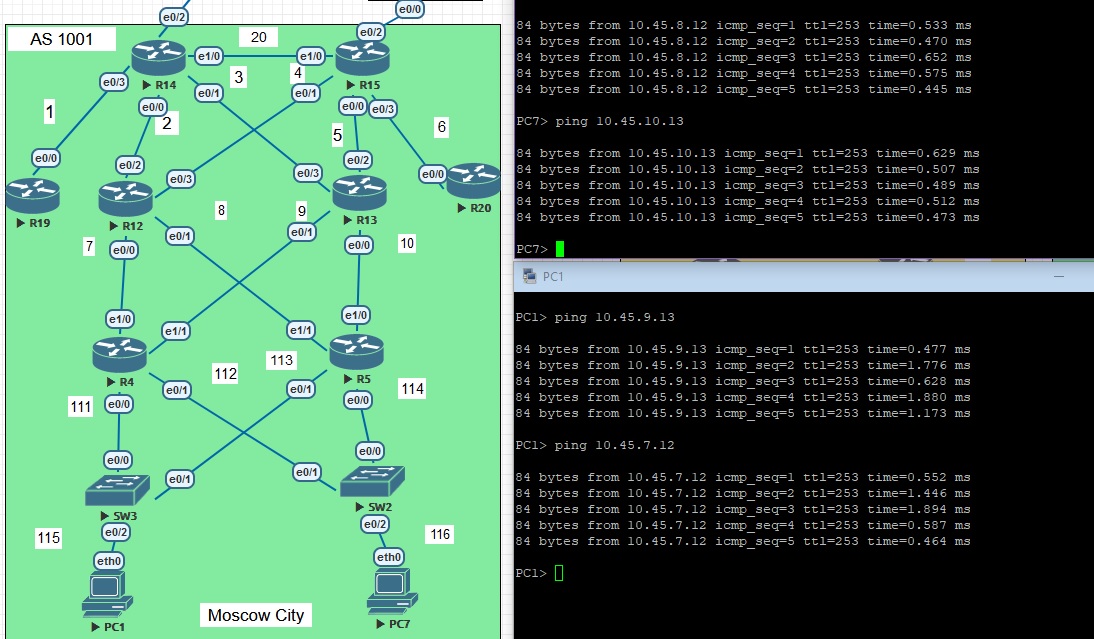 e0/2
e0/0
AS 1001
20
e0/2
e1/0
e1/0
R14
R15
3
4
e0/3
e0/1
e0/1
1
e0/0
2
e0/0
e0/3
5
6
e0/0
e0/2
e0/2
e0/3
e0/3
e0/0
R19
R12
R13
R20
8
9
7
e0/0
e0/1
e0/1
e0/0
10
e1/0
e1/1
e1/1
e1/0
R4
R5
112
113
111
e0/0
e0/1
e0/1
e0/0
114
e0/0
e0/1
e0/1
e0/0
SW3
SW2
115
e0/2
e0/2
116
eth0
eth0
PC1
Moscow City
PC7
84 bytes from 10.45.8.12 icmp_seq=1 ttl=253 time=0.533 ms
84 bytes from 10.45.8.12 icmp_seq=2 ttl=253 time=0.470 ms
84 bytes from 10.45.8.12 icmp_seq=3 ttl=253 time=0.652 ms
84 bytes from 10.45.8.12 icmp_seq=4 ttl=253 time=0.575 ms
84 bytes from 10.45.8.12 icmp_seq=5 ttl=253 time=0.445 ms
PC7> ping 10.45.10.13
84 bytes from 10.45.10.13 icmp_seq=1 ttl=253 time=0.629 ms
84 bytes from 10.45.10.13 icmp_seq=2 ttl=253 time=0.507 ms
84 bytes from 10.45.10.13 icmp_seq=3 ttl=253 time=0.489 ms
84 bytes from 10.45.10.13 icmp_seq=4 ttl=253 time=0.512 ms
84 bytes from 10.45.10.13 icmp_seq=5 ttl=253 time=0.473 ms
PC7>
PC1
PC1> ping 10.45.9.13
84 bytes from 10.45.9.13 icmp_seq=1 ttl=253 time=0.477 ms
84 bytes from 10.45.9.13 icmp_seq=2 ttl=253 time=1.776 ms
84 bytes from 10.45.9.13 icmp_seq=3 ttl=253 time=0.628 ms
84 bytes from 10.45.9.13 icmp_seq=4 ttl=253 time=1.880 ms
84 bytes from 10.45.9.13 icmp_seq=5 ttl=253 time=1.173 ms
PC1> ping 10.45.7.12
84 bytes from 10.45.7.12 icmp_seq=1 ttl=253 time=0.552 ms
84 bytes from 10.45.7.12 icmp_seq=2 ttl=253 time=1.446 ms
84 bytes from 10.45.7.12 icmp_seq=3 ttl=253 time=1.894 ms
84 bytes from 10.45.7.12 icmp_seq=4 ttl=253 time=0.587 ms
84 bytes from 10.45.7.12 icmp_seq=5 ttl=253 time=0.464 ms
PC1>